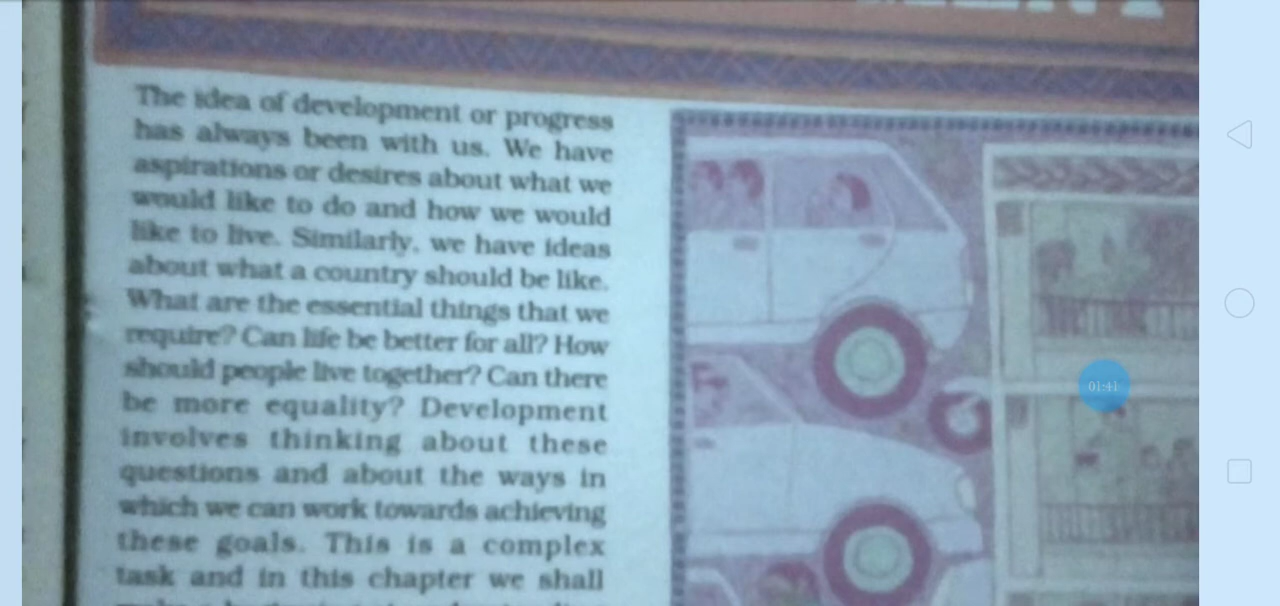 The idea of development or progress
has always been with us. We have
aspirations or desires about what we
would like to do and how we would
like to live. Similarly, we have ideas
about what a country should be like.
What are the essential things that we
require? Can life be better for all? How
should people live together? Can there
be more equality? Development
involves thinking about these
questions and about the ways in
which we can work towards achieving
these goals. This is a complex
task and in this chapter we shall
01:41